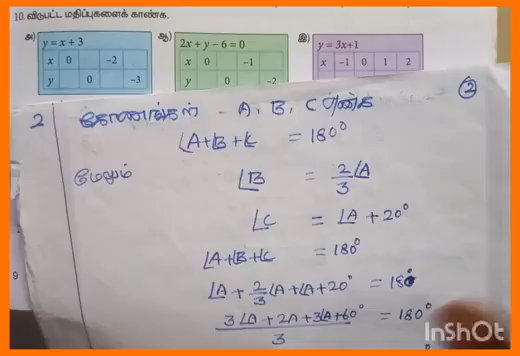 10. விடுபட்ட மதிப்புகளைக் காண்க.
அ) y = x + 3
x 0 -2
y 0 -3
ஆ) 2x + y − 6 = 0
x 0 -1
y 0 -2
இ) y = 3x+1
x −1 0 1 2
y
2 கோணங்கள் - A, B, C என்க
②
∠A+∠B+∠C = 180°
மேலும்
∠B = 2/3 ∠A
∠C = ∠A + 20°
∠A+∠B+∠C = 180°
∠A + 2/3 ∠A + ∠A + 20° = 180
(3∠A + 2A + 3∠A + 60°)/3 = 180°
9
InShOt